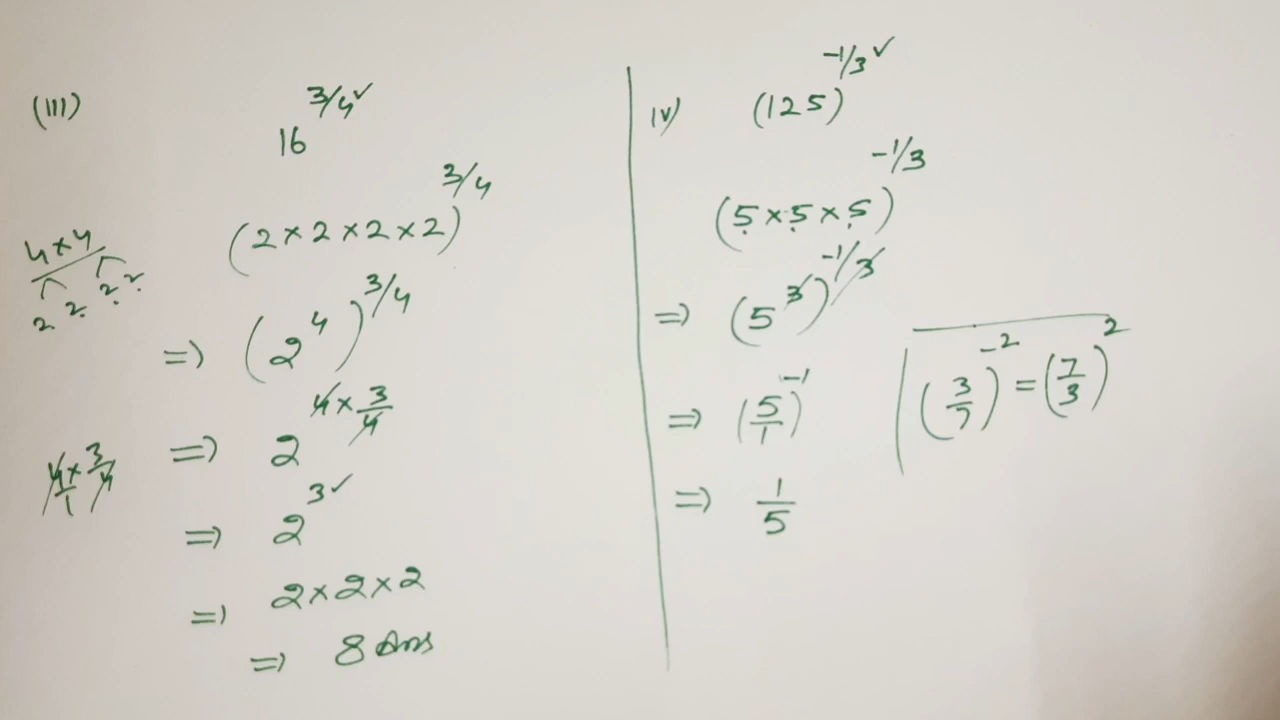 (III) 16^3/4 ✓
(2 × 2 × 2 × 2)^3/4
4 × 4
2 2 2 2
=> (2^4)^3/4
=> 2^4 × 3/4
4/1 × 3/4
=> 2^3 ✓
=> 2 × 2 × 2
=> 8 Ans
iv) (125)^-1/3 ✓
(5 × 5 × 5)^-1/3
=> (5^3)^-1/3
=> (5/1)^-1
=> 1/5
(3/7)^-2 = (7/3)^2